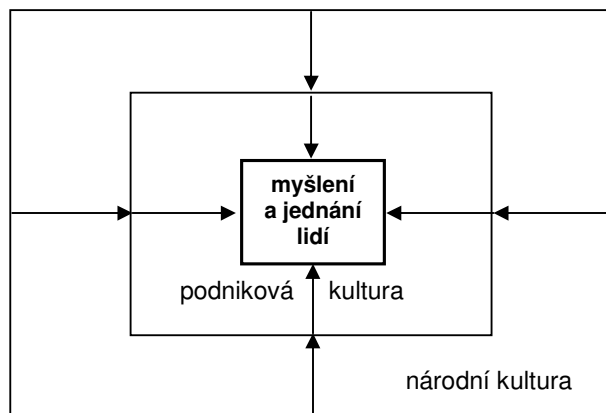 myšlení
a jednání
lidí
podniková kultura
národní kultura